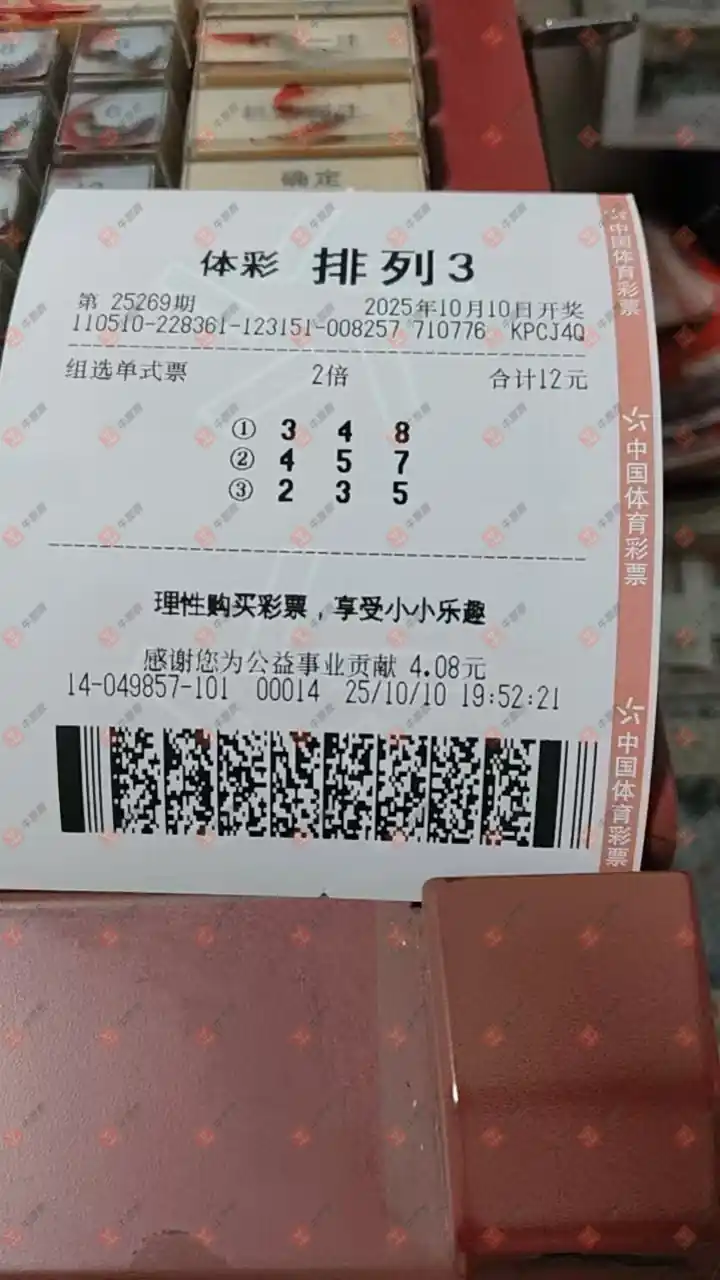 确定
体彩 排列3
第 25269期 2025年10月10日开奖
110510-228361-123151-008257 710776 KPCJ4Q
组选单式票 2倍 合计12元
① 3 4 8
② 4 5 7
③ 2 3 5
理性购买彩票，享受小小乐趣
感谢您为公益事业贡献 4.08元
14-049857-101 00014 25/10/10 19:52:21
中国体育彩票
中国体育彩票
中国体育彩票